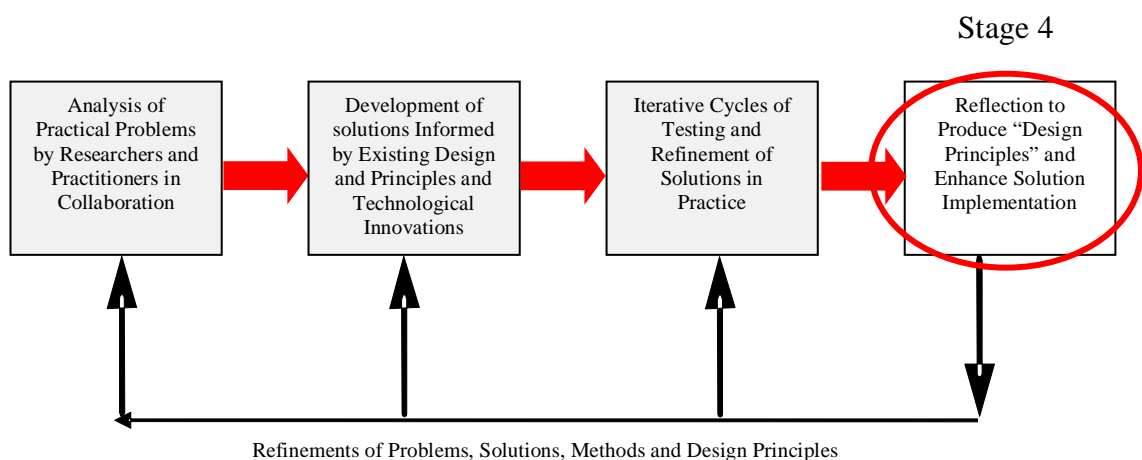 Stage 4
Analysis of
Practical Problems
by Researchers and
Practitioners in
Collaboration
Development of
solutions Informed
by Existing Design
and Principles and
Technological
Innovations
Iterative Cycles of
Testing and
Refinement of
Solutions in
Practice
Reflection to
Produce “Design
Principles” and
Enhance Solution
Implementation
Refinements of Problems, Solutions, Methods and Design Principles